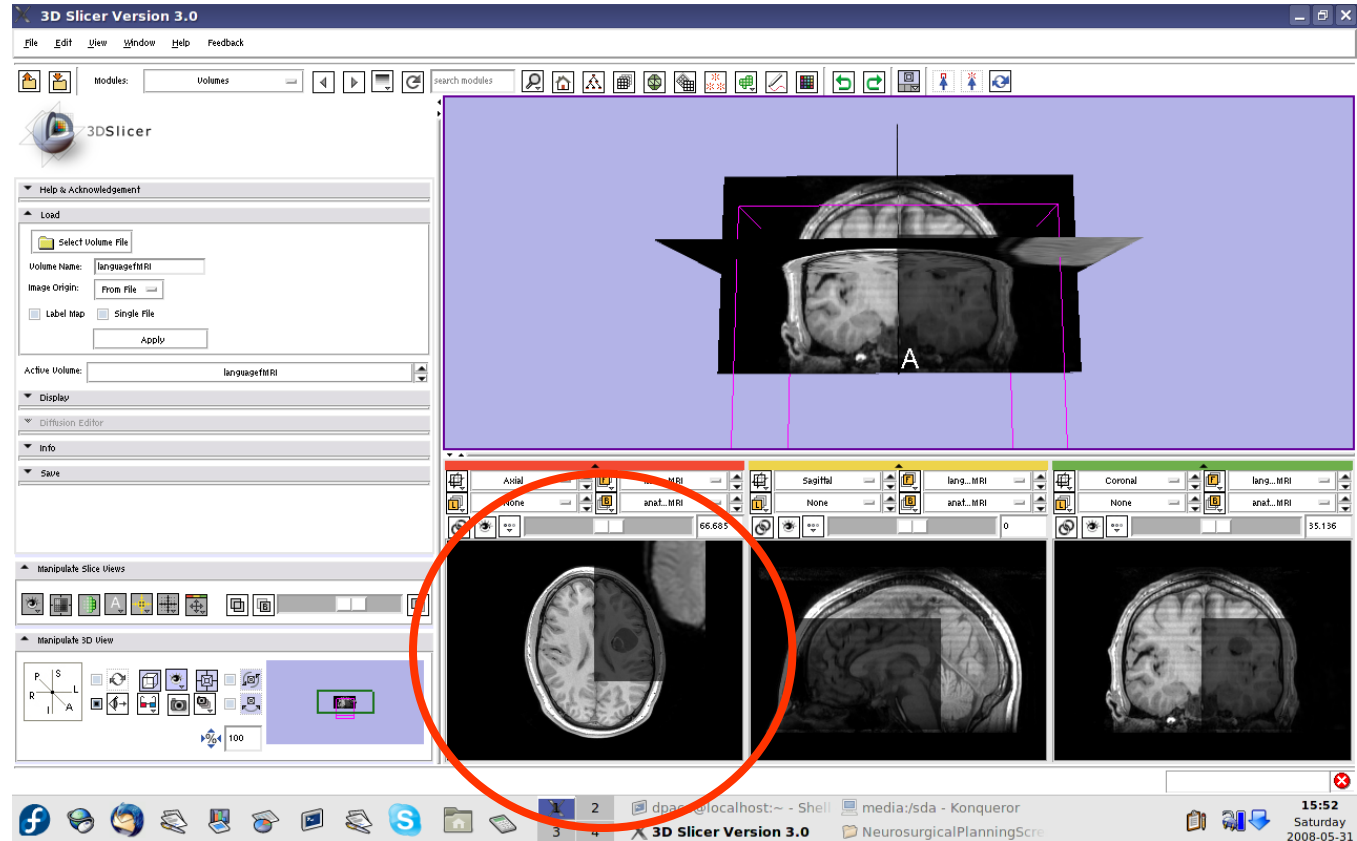 3D Slicer Version 3.0
File Edit View Window Help Feedback
Modules: Volumes search modules
3DSlicer
Help & Acknowledgement
Load
Select Volume File
Volume Name: languagefMRI
Image Origin: From File
Label Map Single File
Apply
Active Volume: languagefMRI
Display
Diffusion Editor
Info
Save
Manipulate Slice Views
A
B
Manipulate 3D View
P S
R L
I A
% 100
A
Axial F MRI
L None B anat...MRI
66.685
Sagittal F lang...MRI
L None B anat...MRI
0
Coronal F lang...MRI
L None B anat...MRI
35.136
1 2
3 4
media:/sda - Konqueror
3D Slicer Version 3.0
NeurosurgicalPlanningScre
15:52
Saturday
2008-05-31